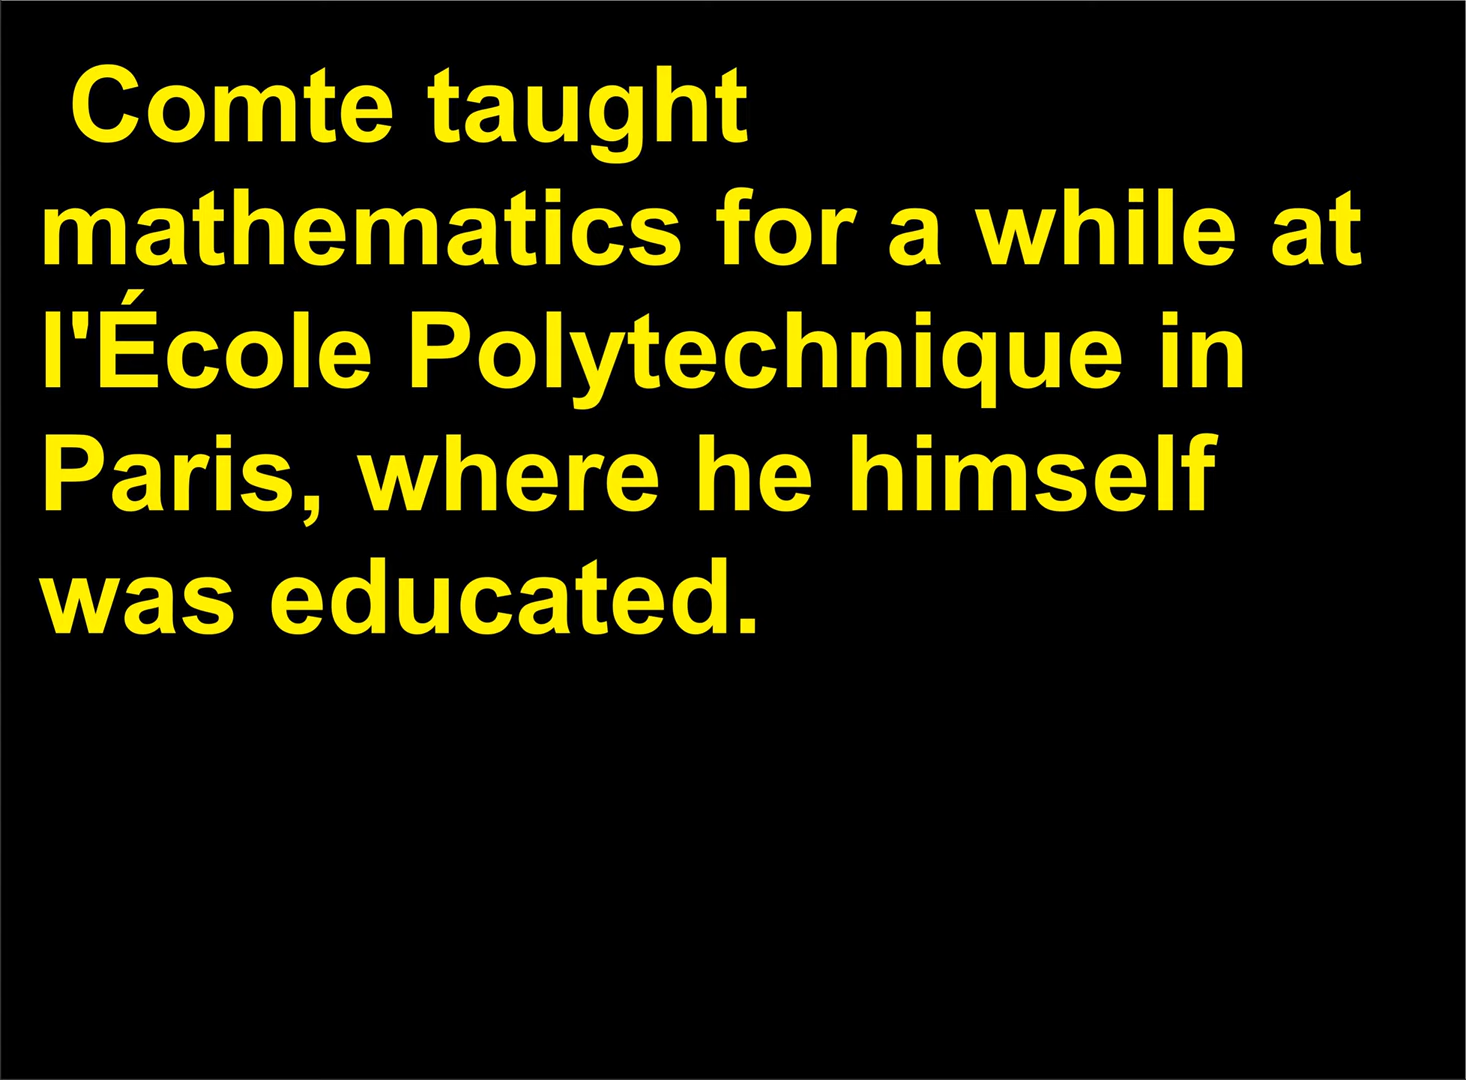 Comte taught
mathematics for a while at
l'École Polytechnique in
Paris, where he himself
was educated.